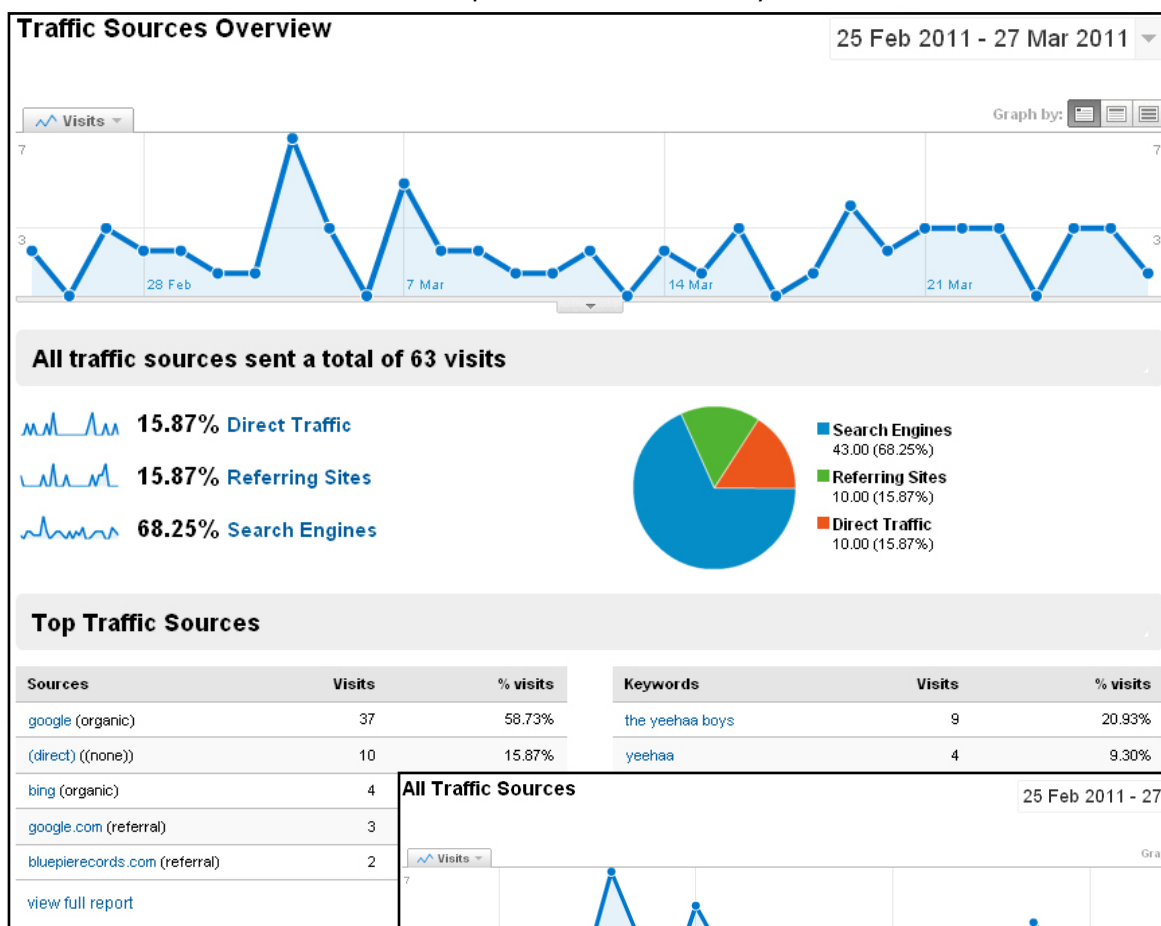 Traffic Sources Overview
25 Feb 2011 - 27 Mar 2011
Visits
Graph by:
7
7
3
3
28 Feb
7 Mar
14 Mar
21 Mar
All traffic sources sent a total of 63 visits
15.87% Direct Traffic
15.87% Referring Sites
68.25% Search Engines
Search Engines
43.00 (68.25%)
Referring Sites
10.00 (15.87%)
Direct Traffic
10.00 (15.87%)
Top Traffic Sources
Sources Visits % visits
google (organic) 37 58.73%
(direct) ((none)) 10 15.87%
bing (organic) 4
google.com (referral) 3
bluepierecords.com (referral) 2
view full report
Keywords Visits % visits
the yeehaa boys 9 20.93%
yeehaa 4 9.30%
All Traffic Sources
25 Feb 2011 - 27
Visits
Gra
7